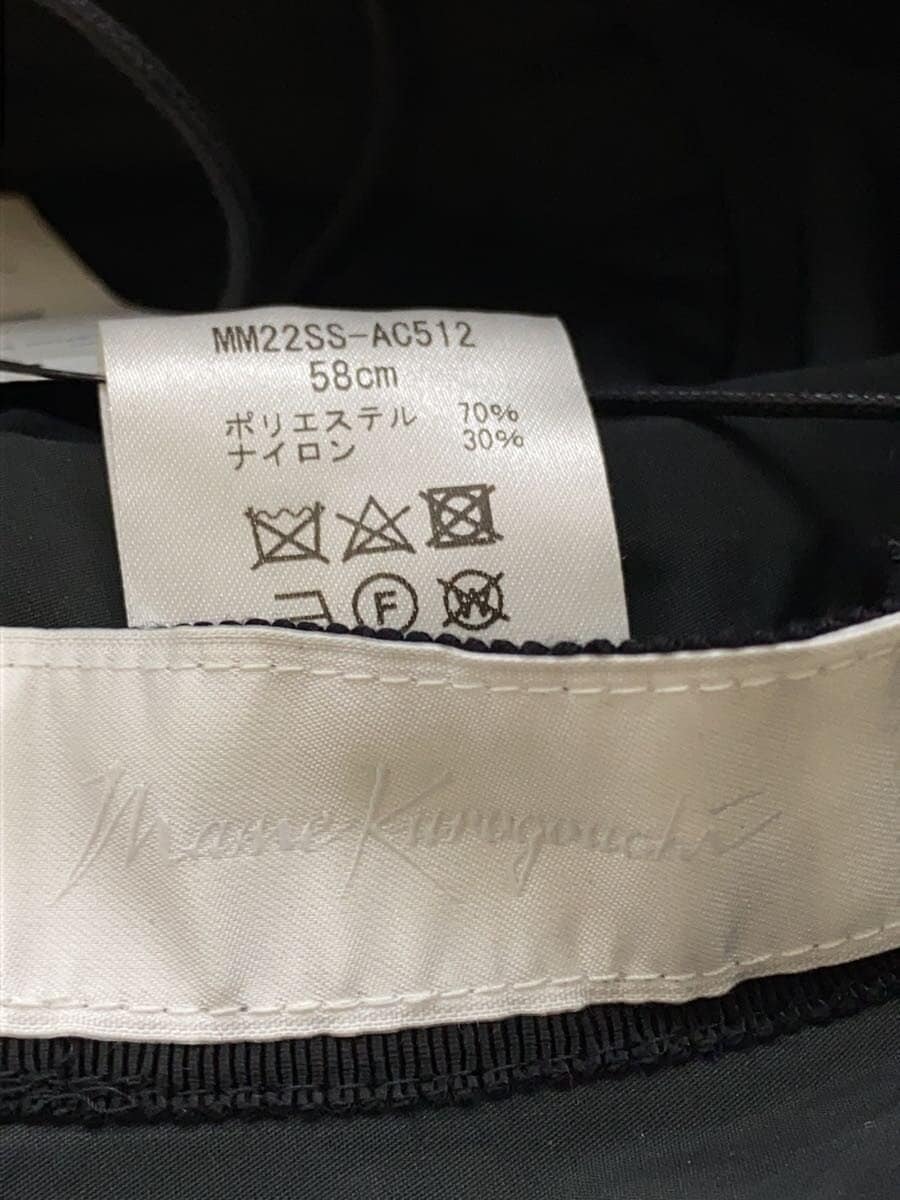 MM22SS-AC512
58cm
ポリエステル 70%
ナイロン 30%
F W
Mame Kurogouchi